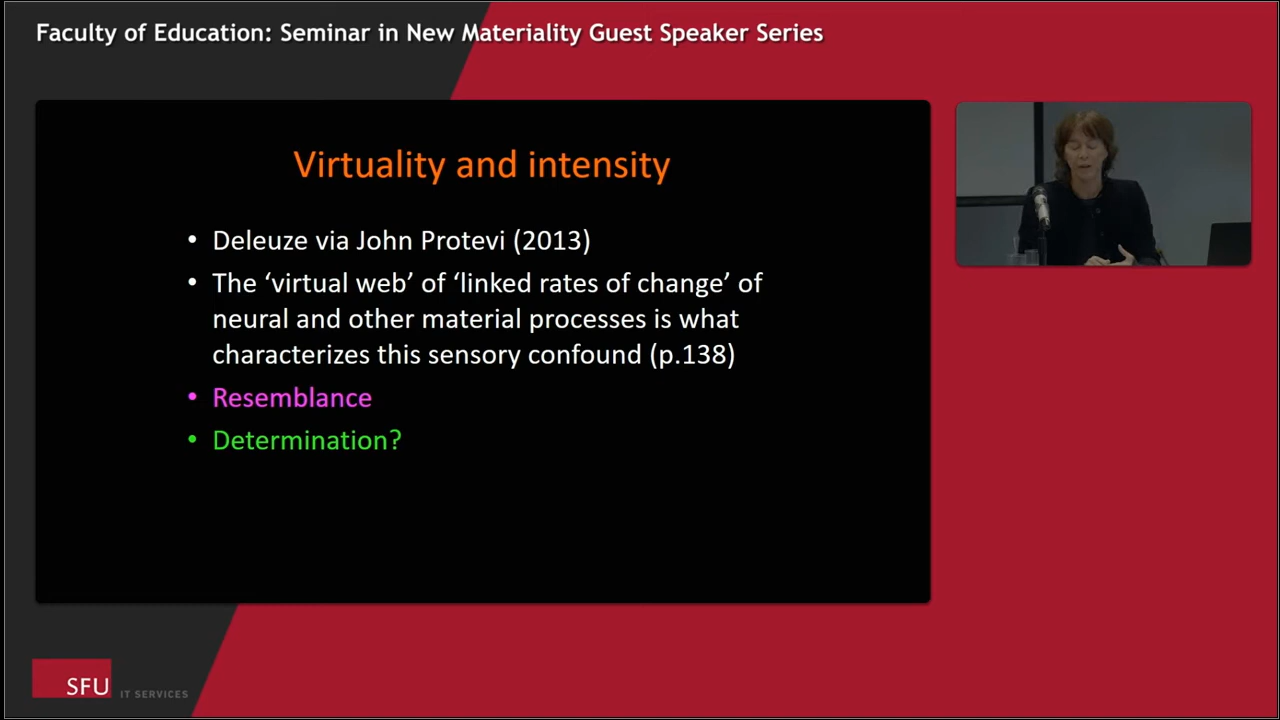 Faculty of Education: Seminar in New Materiality Guest Speaker Series
Virtuality and intensity
• Deleuze via John Protevi (2013)
• The ‘virtual web’ of ‘linked rates of change’ of
neural and other material processes is what
characterizes this sensory confound (p.138)
• Resemblance
• Determination?
SFU IT SERVICES